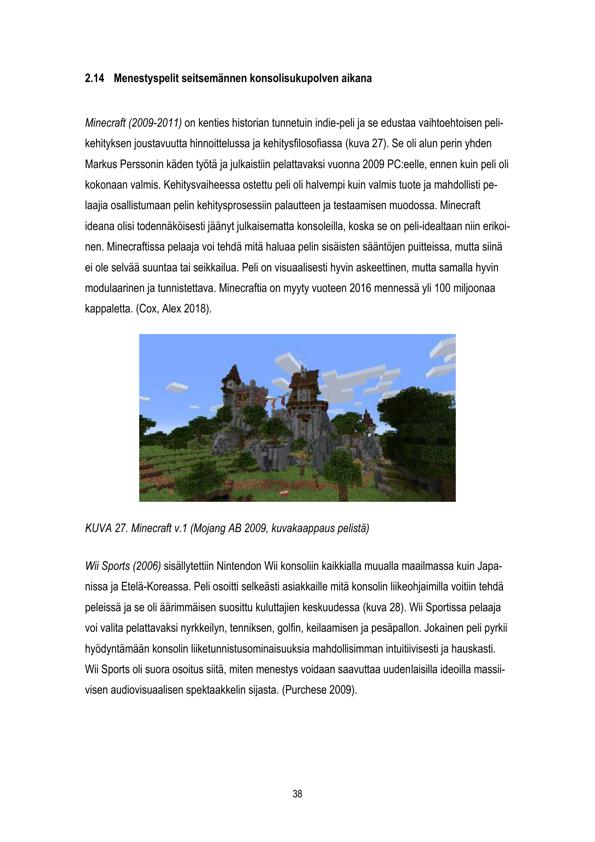 2.14 Menestyspelit seitsemännen konsolisukupolven aikana
Minecraft (2009-2011) on kenties historian tunnetuin indie-peli ja se edustaa vaihtoehtoisen peli-
kehityksen joustavuutta hinnoittelussa ja kehitysfilosofiassa (kuva 27). Se oli alun perin yhden
Markus Perssonin käden työtä ja julkaistiin pelattavaksi vuonna 2009 PC:eelle, ennen kuin peli oli
kokonaan valmis. Kehitysvaiheessa ostettu peli oli halvempi kuin valmis tuote ja mahdollisti pe-
laajia osallistumaan pelin kehitysprosessiin palautteen ja testaamisen muodossa. Minecraft
ideana olisi todennäköisesti jäänyt julkaisematta konsoleilla, koska se on peli-idealtaan niin erikoi-
nen. Minecraftissa pelaaja voi tehdä mitä haluaa pelin sisäisten sääntöjen puitteissa, mutta siinä
ei ole selvää suuntaa tai seikkailua. Peli on visuaalisesti hyvin askeettinen, mutta samalla hyvin
modulaarinen ja tunnistettava. Minecraftia on myyty vuoteen 2016 mennessä yli 100 miljoonaa
kappaletta. (Cox, Alex 2018).
KUVA 27. Minecraft v.1 (Mojang AB 2009, kuvakaappaus pelistä)
Wii Sports (2006) sisällytettiin Nintendon Wii konsoliin kaikkialla muualla maailmassa kuin Japa-
nissa ja Etelä-Koreassa. Peli osoitti selkeästi asiakkaille mitä konsolin liikeohjaimilla voitiin tehdä
peleissä ja se oli äärimmäisen suosittu kuluttajien keskuudessa (kuva 28). Wii Sportissa pelaaja
voi valita pelattavaksi nyrkkeilyn, tenniksen, golfin, keilaamisen ja pesäpallon. Jokainen peli pyrkii
hyödyntämään konsolin liiketunnistusominaisuuksia mahdollisimman intuitiivisesti ja hauskasti.
Wii Sports oli suora osoitus siitä, miten menestys voidaan saavuttaa uudenlaisilla ideoilla massii-
visen audiovisuaalisen spektaakkelin sijasta. (Purchese 2009).
38